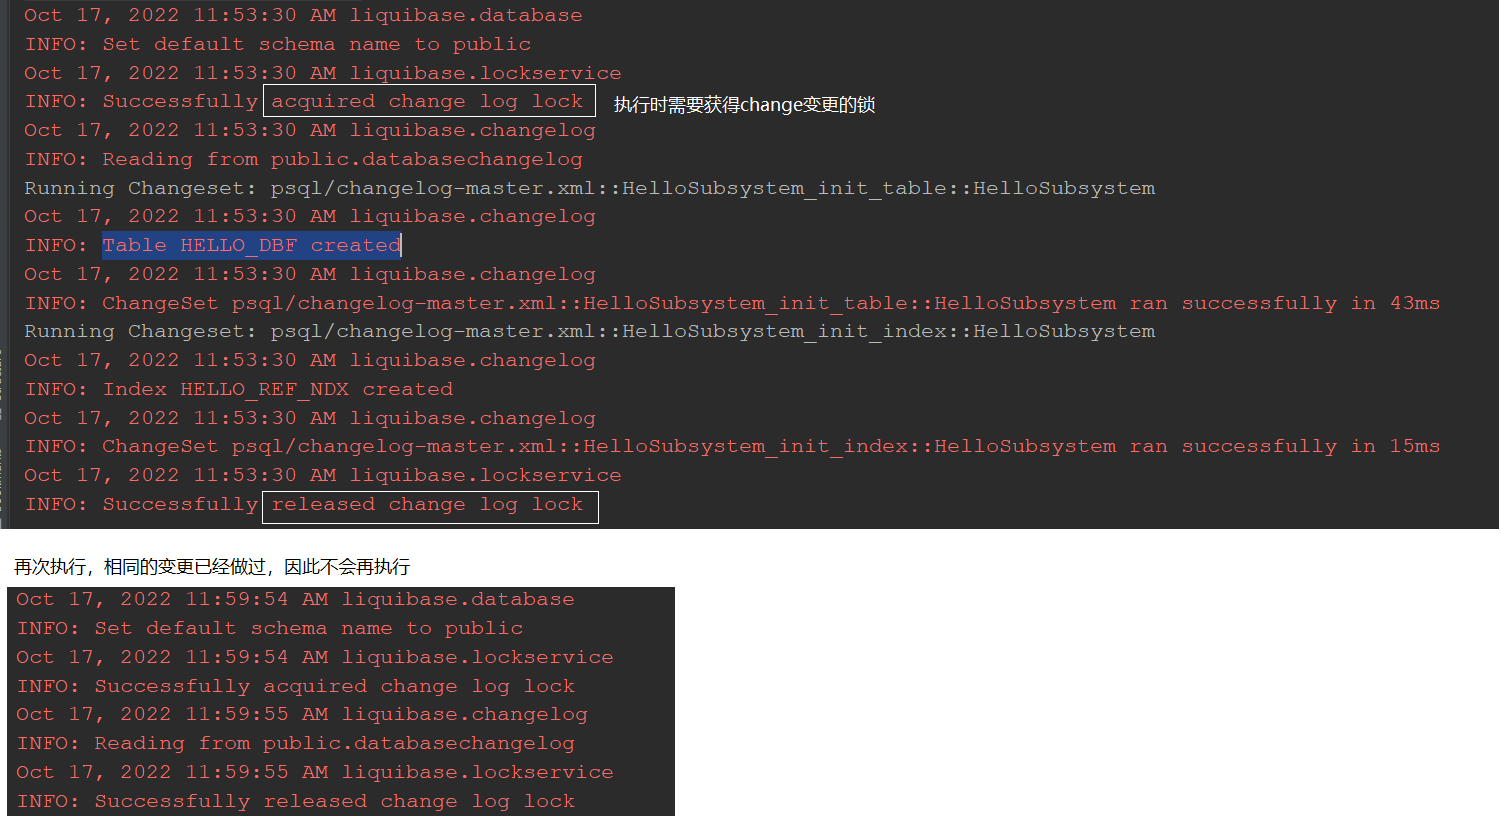 Oct 17, 2022 11:53:30 AM liquibase.database
INFO: Set default schema name to public
Oct 17, 2022 11:53:30 AM liquibase.lockservice
INFO: Successfully acquired change log lock 执行时需要获得change变更的锁
Oct 17, 2022 11:53:30 AM liquibase.changelog
INFO: Reading from public.databasechangelog
Running Changeset: psql/changelog-master.xml::HelloSubsystem_init_table::HelloSubsystem
Oct 17, 2022 11:53:30 AM liquibase.changelog
INFO: Table HELLO_DBF created
Oct 17, 2022 11:53:30 AM liquibase.changelog
INFO: ChangeSet psql/changelog-master.xml::HelloSubsystem_init_table::HelloSubsystem ran successfully in 43ms
Running Changeset: psql/changelog-master.xml::HelloSubsystem_init_index::HelloSubsystem
Oct 17, 2022 11:53:30 AM liquibase.changelog
INFO: Index HELLO_REF_NDX created
Oct 17, 2022 11:53:30 AM liquibase.changelog
INFO: ChangeSet psql/changelog-master.xml::HelloSubsystem_init_index::HelloSubsystem ran successfully in 15ms
Oct 17, 2022 11:53:30 AM liquibase.lockservice
INFO: Successfully released change log lock
再次执行，相同的变更已经做过，因此不会再执行
Oct 17, 2022 11:59:54 AM liquibase.database
INFO: Set default schema name to public
Oct 17, 2022 11:59:54 AM liquibase.lockservice
INFO: Successfully acquired change log lock
Oct 17, 2022 11:59:55 AM liquibase.changelog
INFO: Reading from public.databasechangelog
Oct 17, 2022 11:59:55 AM liquibase.lockservice
INFO: Successfully released change log lock